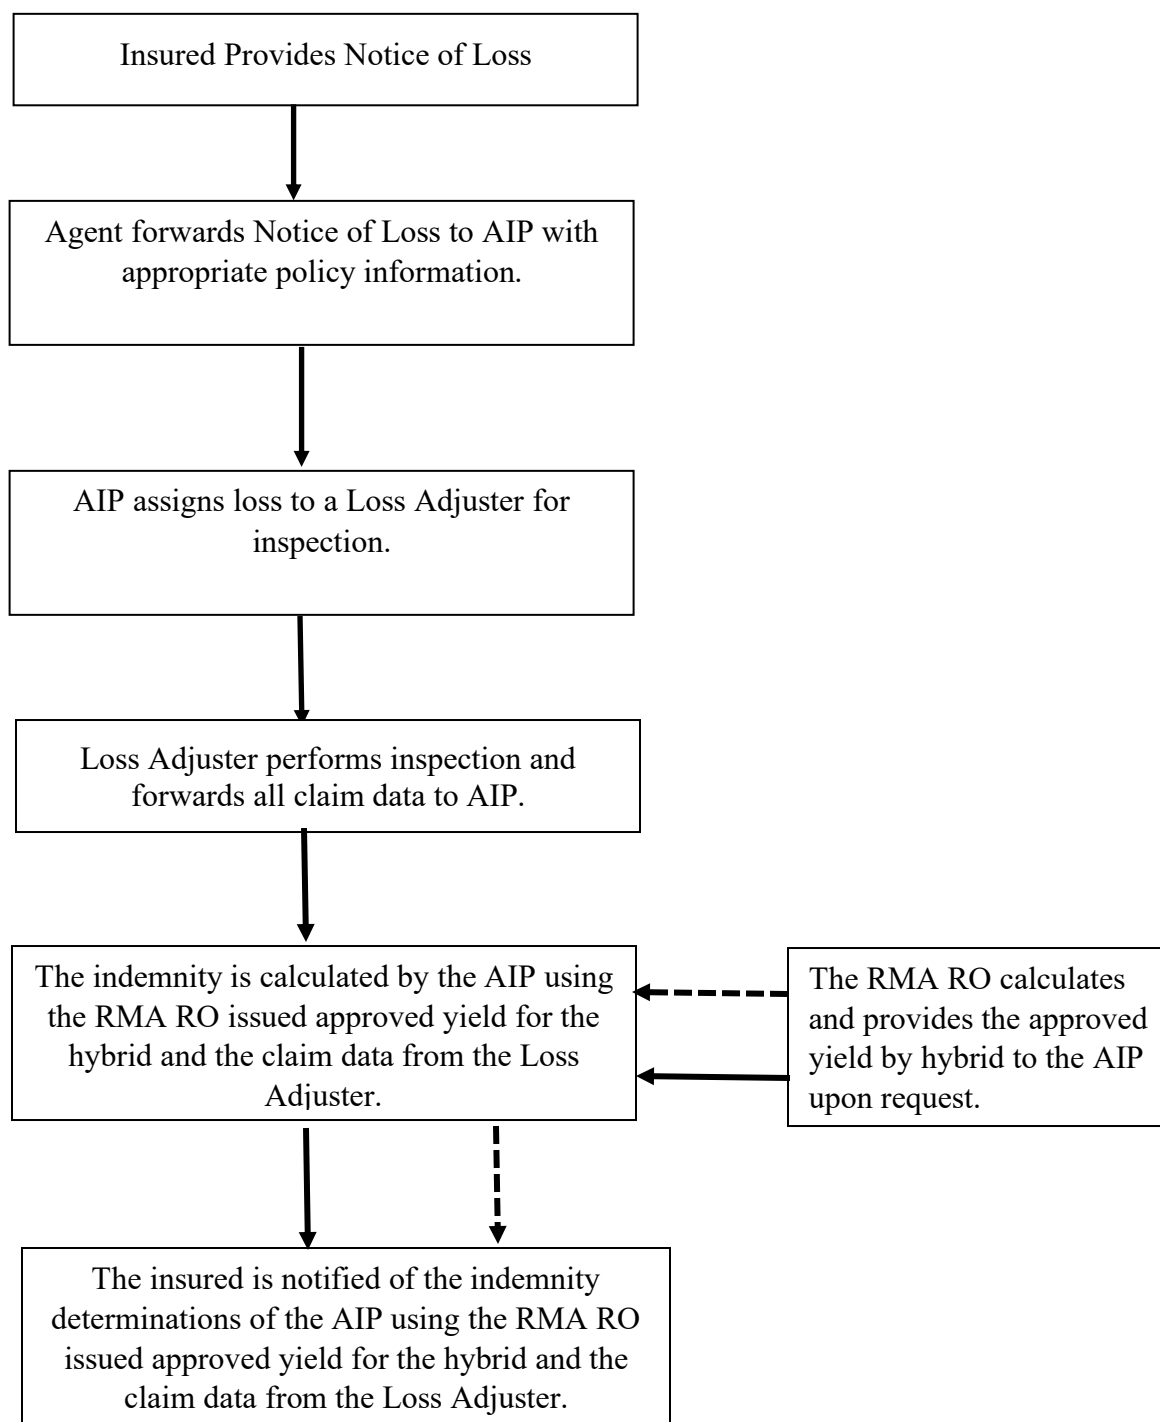 Insured Provides Notice of Loss
Agent forwards Notice of Loss to AIP with
appropriate policy information.
AIP assigns loss to a Loss Adjuster for
inspection.
Loss Adjuster performs inspection and
forwards all claim data to AIP.
The indemnity is calculated by the AIP using
the RMA RO issued approved yield for the
hybrid and the claim data from the Loss
Adjuster.
The RMA RO calculates
and provides the approved
yield by hybrid to the AIP
upon request.
The insured is notified of the indemnity
determinations of the AIP using the RMA RO
issued approved yield for the hybrid and the
claim data from the Loss Adjuster.